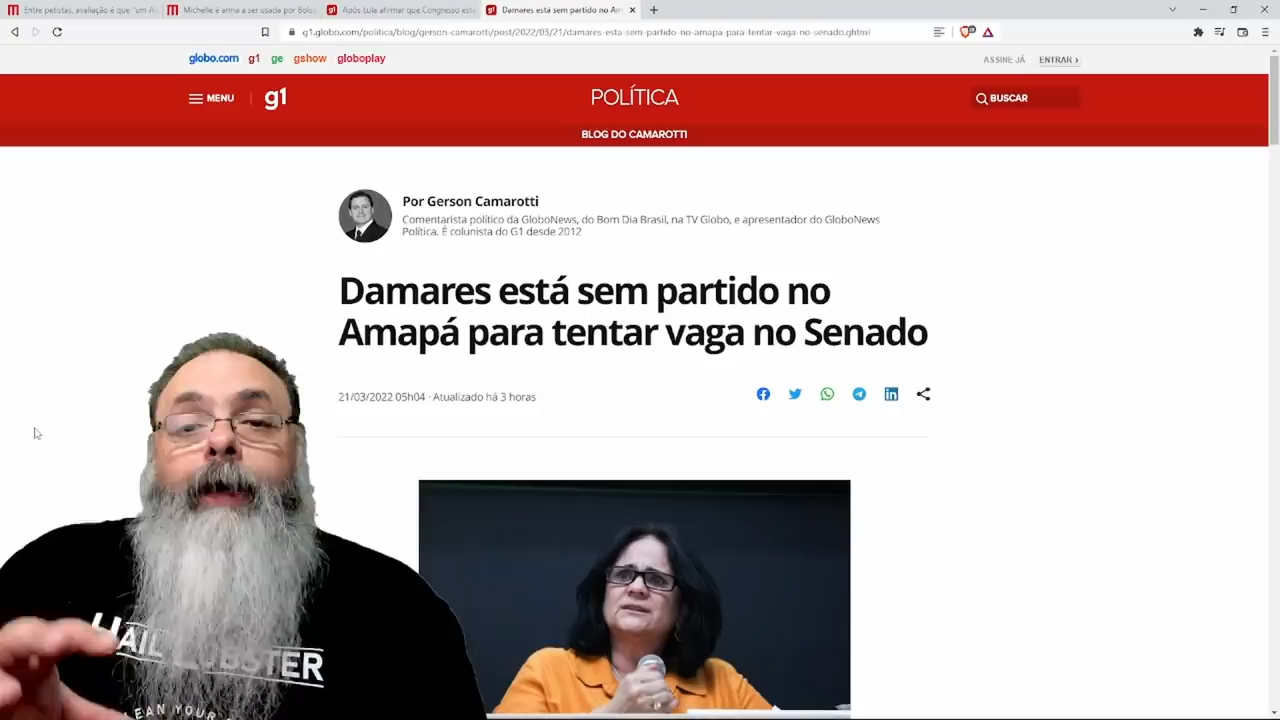 Entre petistas, avaliação é que "um Al
Michelle é arma a ser usada por Bolso
Após Lula afirmar que Congresso este
Damares está sem partido no Am
g1.globo.com/politica/blog/gerson-camarotti/post/2022/03/21/damares-esta-sem-partido-no-amapa-para-tentar-vaga-no-senado.ghtml
globo.com g1 ge gshow globoplay
ASSINE JÁ ENTRAR ›
MENU g1 POLÍTICA BUSCAR
BLOG DO CAMAROTTI
Por Gerson Camarotti
Comentarista político da GloboNews, do Bom Dia Brasil, na TV Globo, e apresentador do GloboNews
Política. É colunista do G1 desde 2012
Damares está sem partido no
Amapá para tentar vaga no Senado
21/03/2022 05h04 · Atualizado há 3 horas